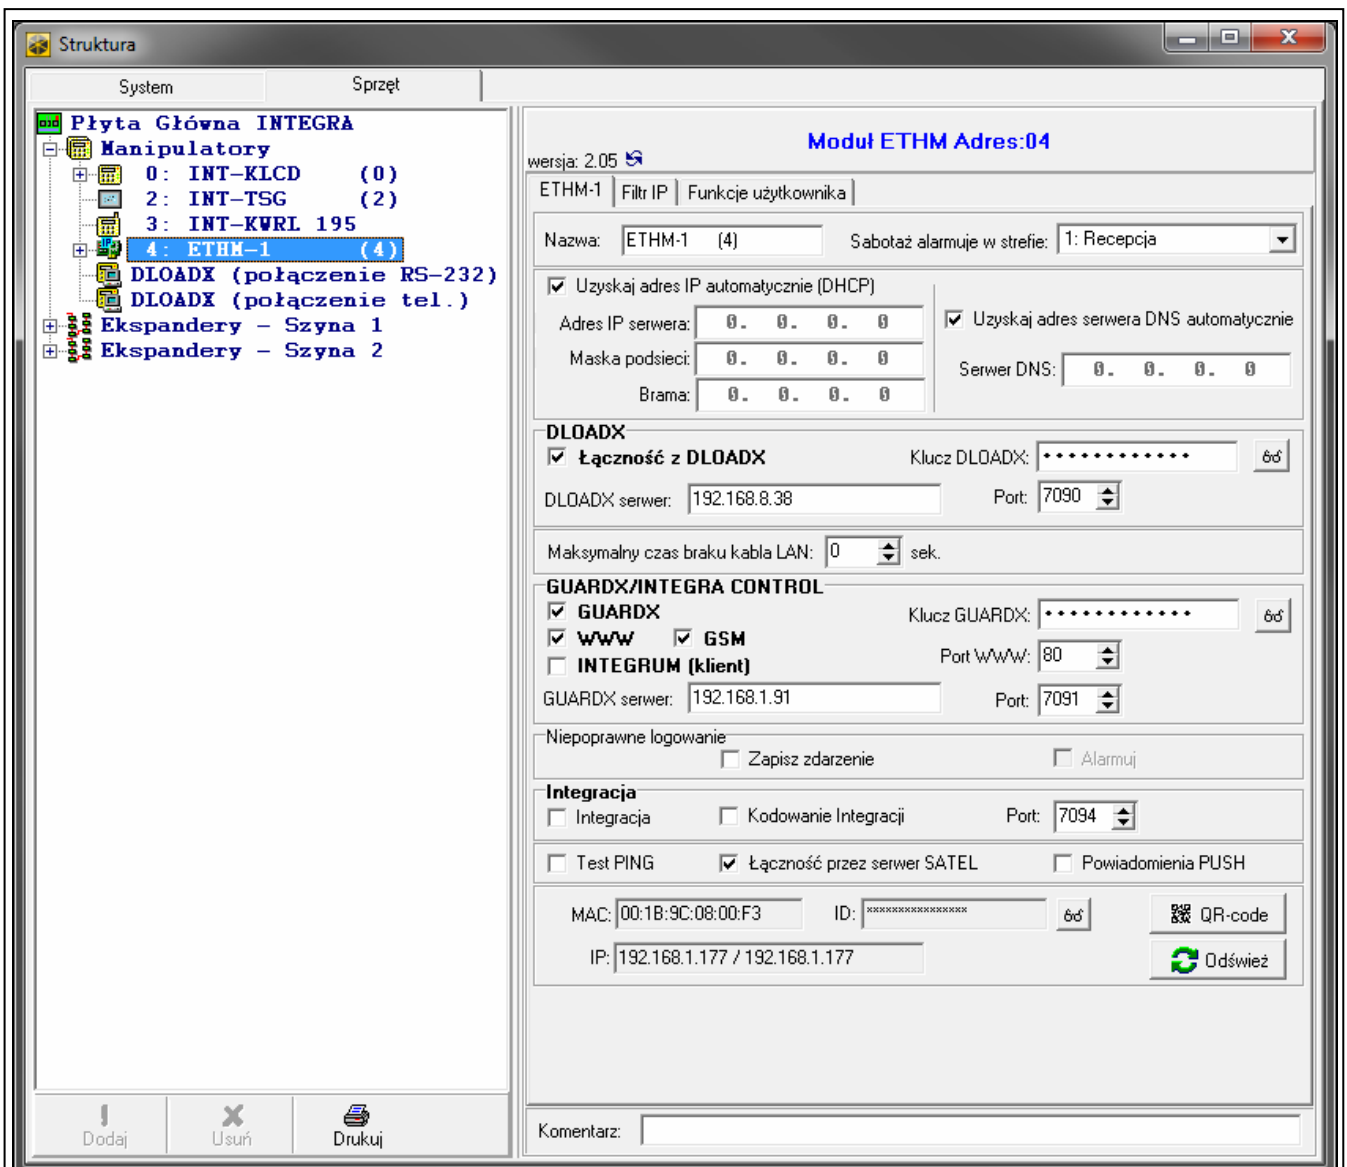 Struktura
System Sprzęt
Płyta Główna INTEGRA
Manipulatory
0: INT-KLCD (0)
2: INT-TSG (2)
3: INT-KWRL 195
4: ETHM-1 (4)
DLOADX (połączenie RS-232)
DLOADX (połączenie tel.)
Ekspandery - Szyna 1
Ekspandery - Szyna 2
Dodaj Usuń Drukuj
Moduł ETHM Adres:04
wersja: 2.05
ETHM-1 Filtr IP Funkcje użytkownika
Nazwa: ETHM-1 (4) Sabotaż alarmuje w strefie: 1: Recepcja
Uzyskaj adres IP automatycznie (DHCP)
Adres IP serwera: 0. 0. 0. 0 Uzyskaj adres serwera DNS automatycznie
Maska podsieci: 0. 0. 0. 0 Serwer DNS: 0. 0. 0. 0
Brama: 0. 0. 0. 0
DLOADX
Łączność z DLOADX Klucz DLOADX: ••••••••••••
DLOADX serwer: 192.168.8.38 Port: 7090
Maksymalny czas braku kabla LAN: 0 sek.
GUARDX/INTEGRA CONTROL
GUARDX Klucz GUARDX: ••••••••••••
WWW GSM Port WWW: 80
INTEGRUM (klient)
GUARDX serwer: 192.168.1.91 Port: 7091
Niepoprawne logowanie
Zapisz zdarzenie Alarmuj
Integracja
Integracja Kodowanie Integracji Port: 7094
Test PING Łączność przez serwer SATEL Powiadomienia PUSH
MAC: 00:1B:9C:08:00:F3 ID: **************** QR-code
IP: 192.168.1.177 / 192.168.1.177 Odśwież
Komentarz: